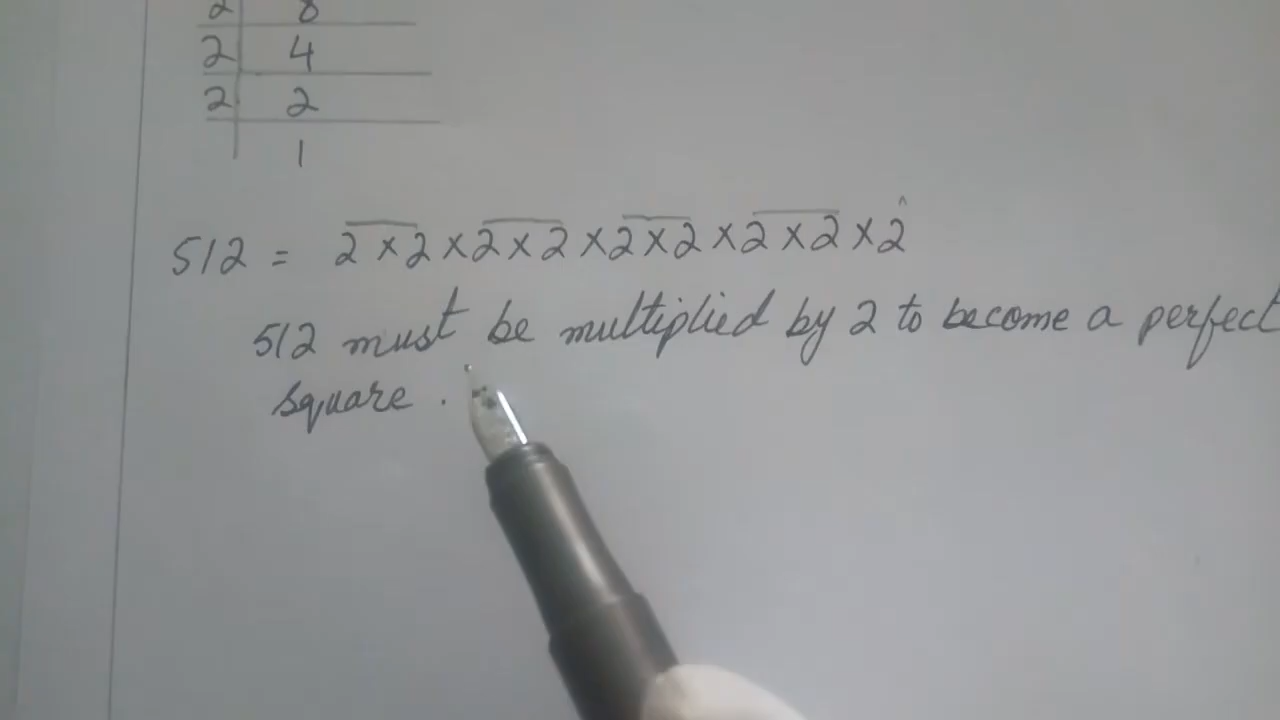 2 8
2 4
2 2
1
512 = 2 × 2 × 2 × 2 × 2 × 2 × 2 × 2 × 2
512 must be multiplied by 2 to become a perfect
square .